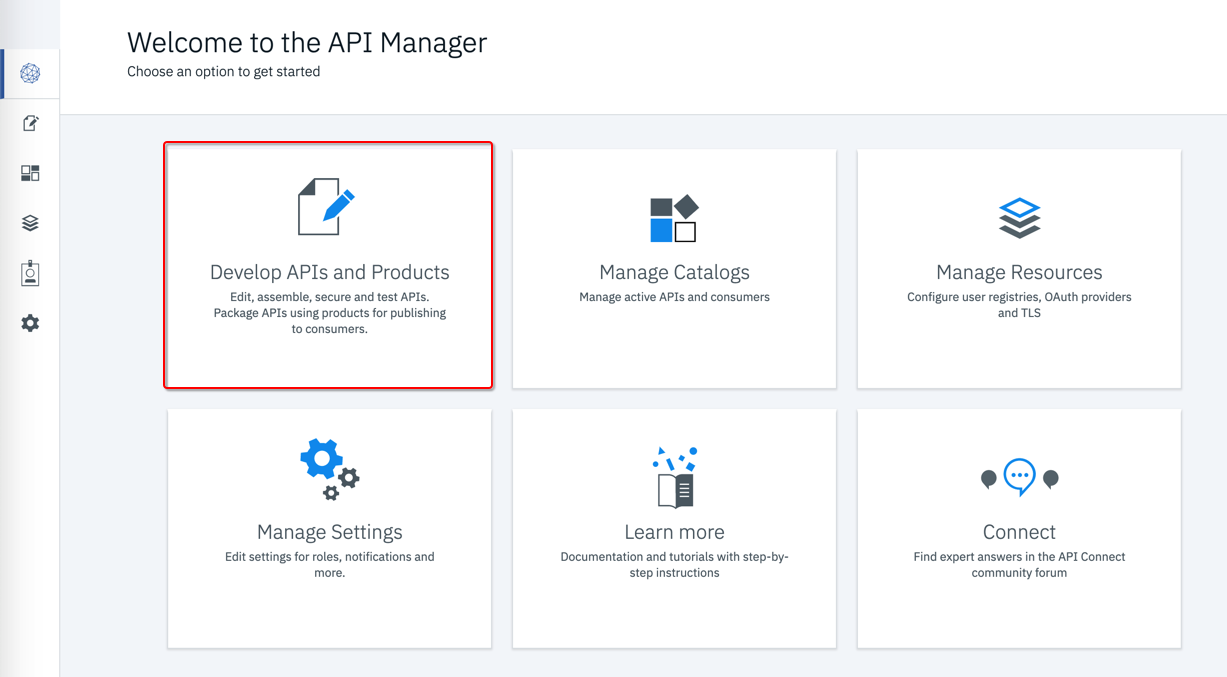 Welcome to the API Manager
Choose an option to get started
Develop APIs and Products
Edit, assemble, secure and test APIs.
Package APIs using products for publishing
to consumers.
Manage Catalogs
Manage active APIs and consumers
Manage Resources
Configure user registries, OAuth providers
and TLS
Manage Settings
Edit settings for roles, notifications and
more.
Learn more
Documentation and tutorials with step-by-
step instructions
Connect
Find expert answers in the API Connect
community forum